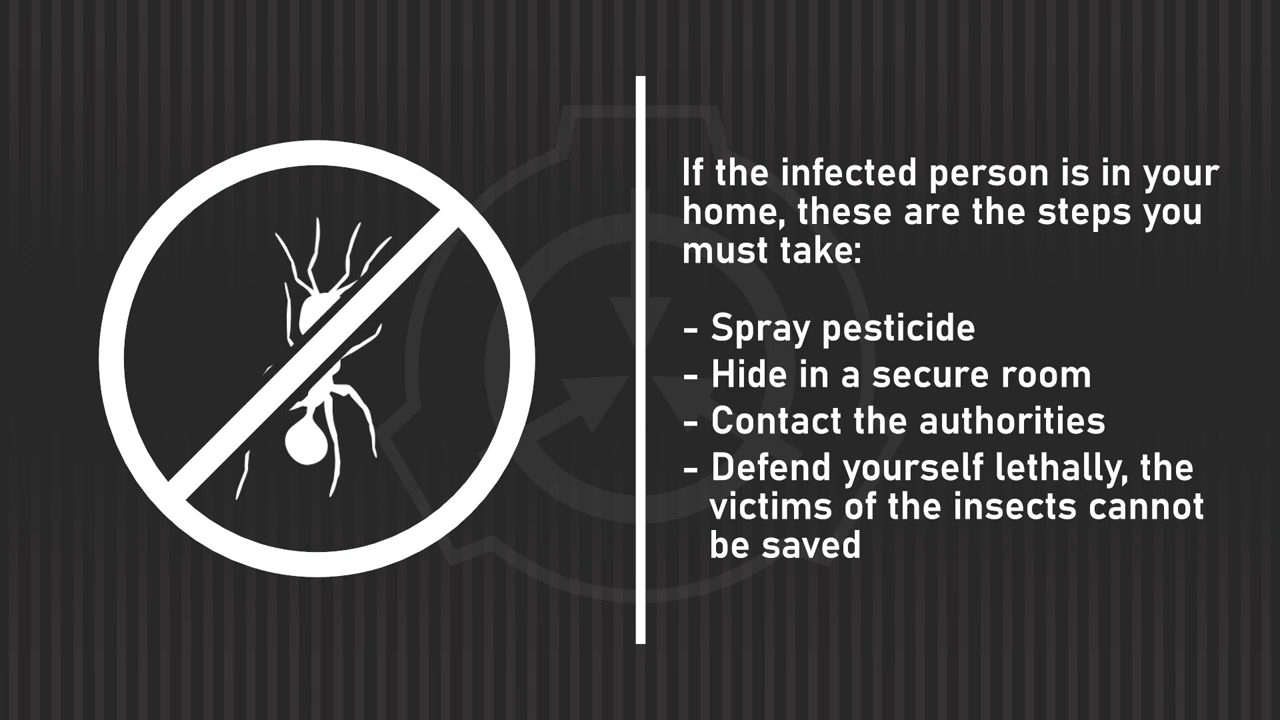 If the infected person is in your
home, these are the steps you
must take:
- Spray pesticide
- Hide in a secure room
- Contact the authorities
- Defend yourself lethally, the
victims of the insects cannot
be saved